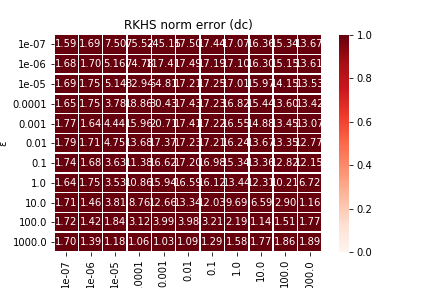 RKHS norm error (dc)
1e-07 1.59 1.69 7.50 75.52 17.50 17.44 17.07 16.36 15.34 13.67
1e-06 1.68 1.70 5.16 17.49 17.19 17.10 16.30 15.15 13.61
1e-05 1.69 1.75 5.14 32.94 17.21 17.25 17.01 15.97 14.15 13.53
0.0001 1.65 1.75 3.78 18.86 30.43 17.43 17.23 16.82 15.44 13.60 13.42
0.001 1.77 1.64 4.44 15.96 20.71 17.41 17.22 16.55 14.88 13.45 13.07
0.01 1.79 1.71 4.75 13.68 17.37 17.23 17.21 16.24 13.67 13.35 12.77
0.1 1.74 1.68 3.63 11.38 16.62 17.20 16.98 15.34 13.36 12.82 12.15
1.0 1.64 1.75 3.53 10.86 15.94 16.59 16.12 13.44 12.31 10.21 6.72
10.0 1.71 1.46 3.81 8.76 12.66 13.34 12.03 9.69 6.59 2.90 1.16
100.0 1.72 1.42 1.84 3.12 3.99 3.98 3.21 2.19 1.14 1.51 1.77
1000.0 1.70 1.39 1.18 1.06 1.03 1.09 1.29 1.58 1.77 1.86 1.89
ε
1e-07 1e-06 1e-05 0001 0.001 0.01 0.1 1.0 10.0 100.0 000.0
1.0
0.8
0.6
0.4
0.2
0.0